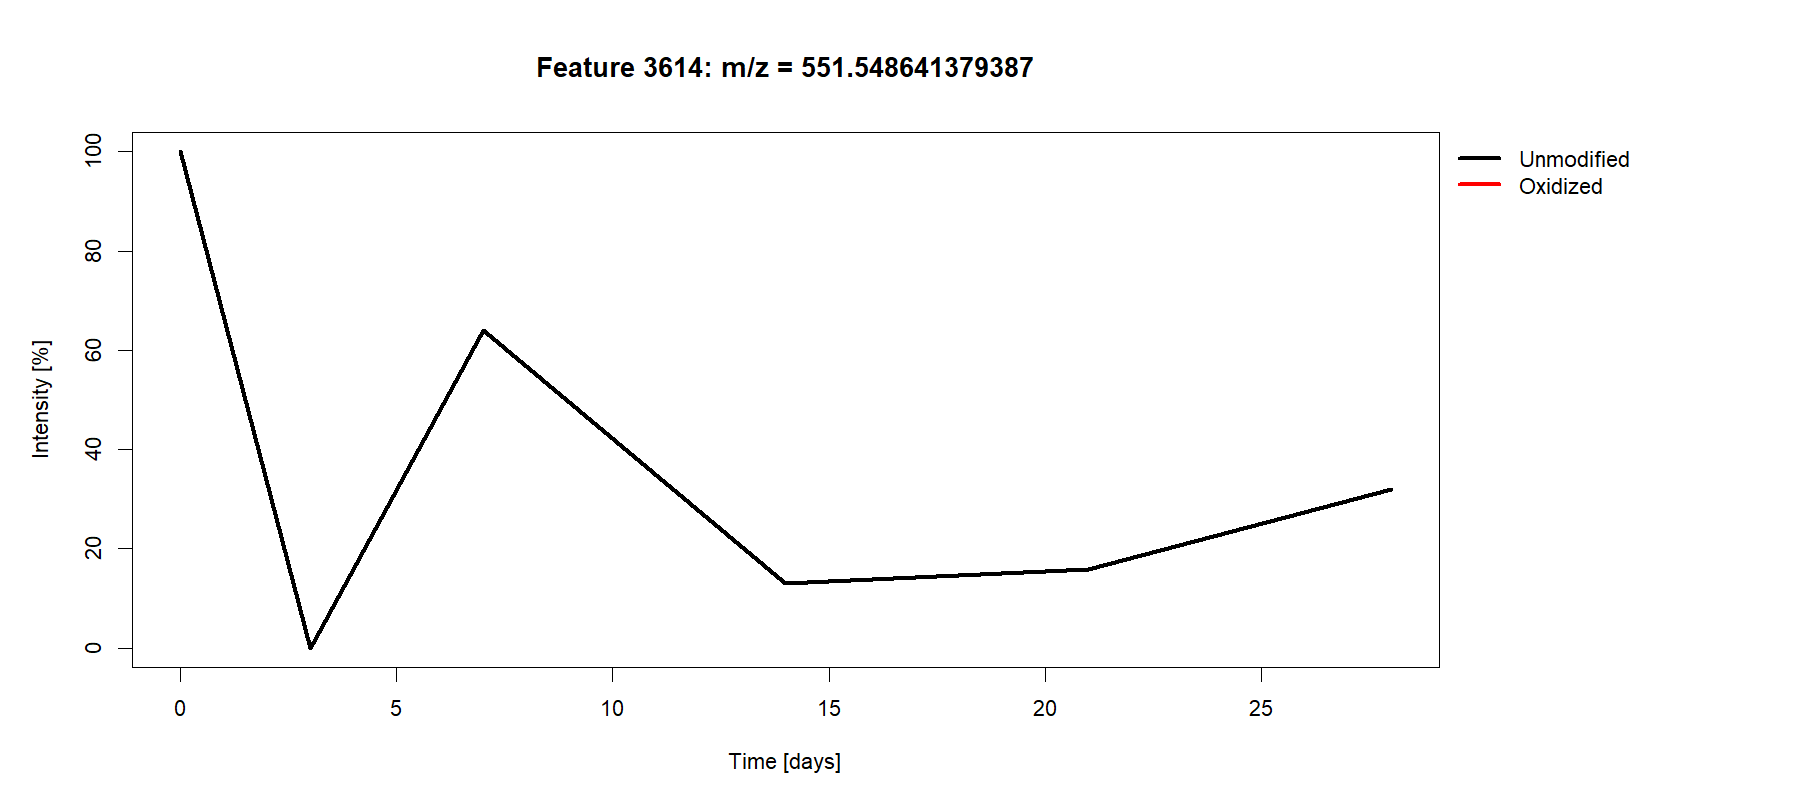 Feature 3614: m/z = 551.548641379387
Unmodified
Oxidized
Intensity [%]
100
80
60
40
20
0
0 5 10 15 20 25
Time [days]